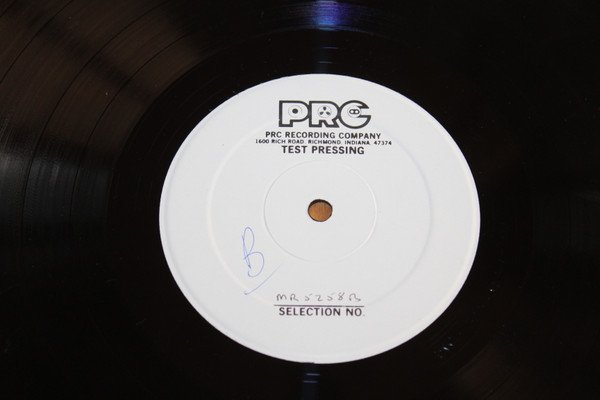 PRC
PRC RECORDING COMPANY
1600 RICH ROAD, RICHMOND, INDIANA, 47374
TEST PRESSING
B
MR5258B
SELECTION NO.